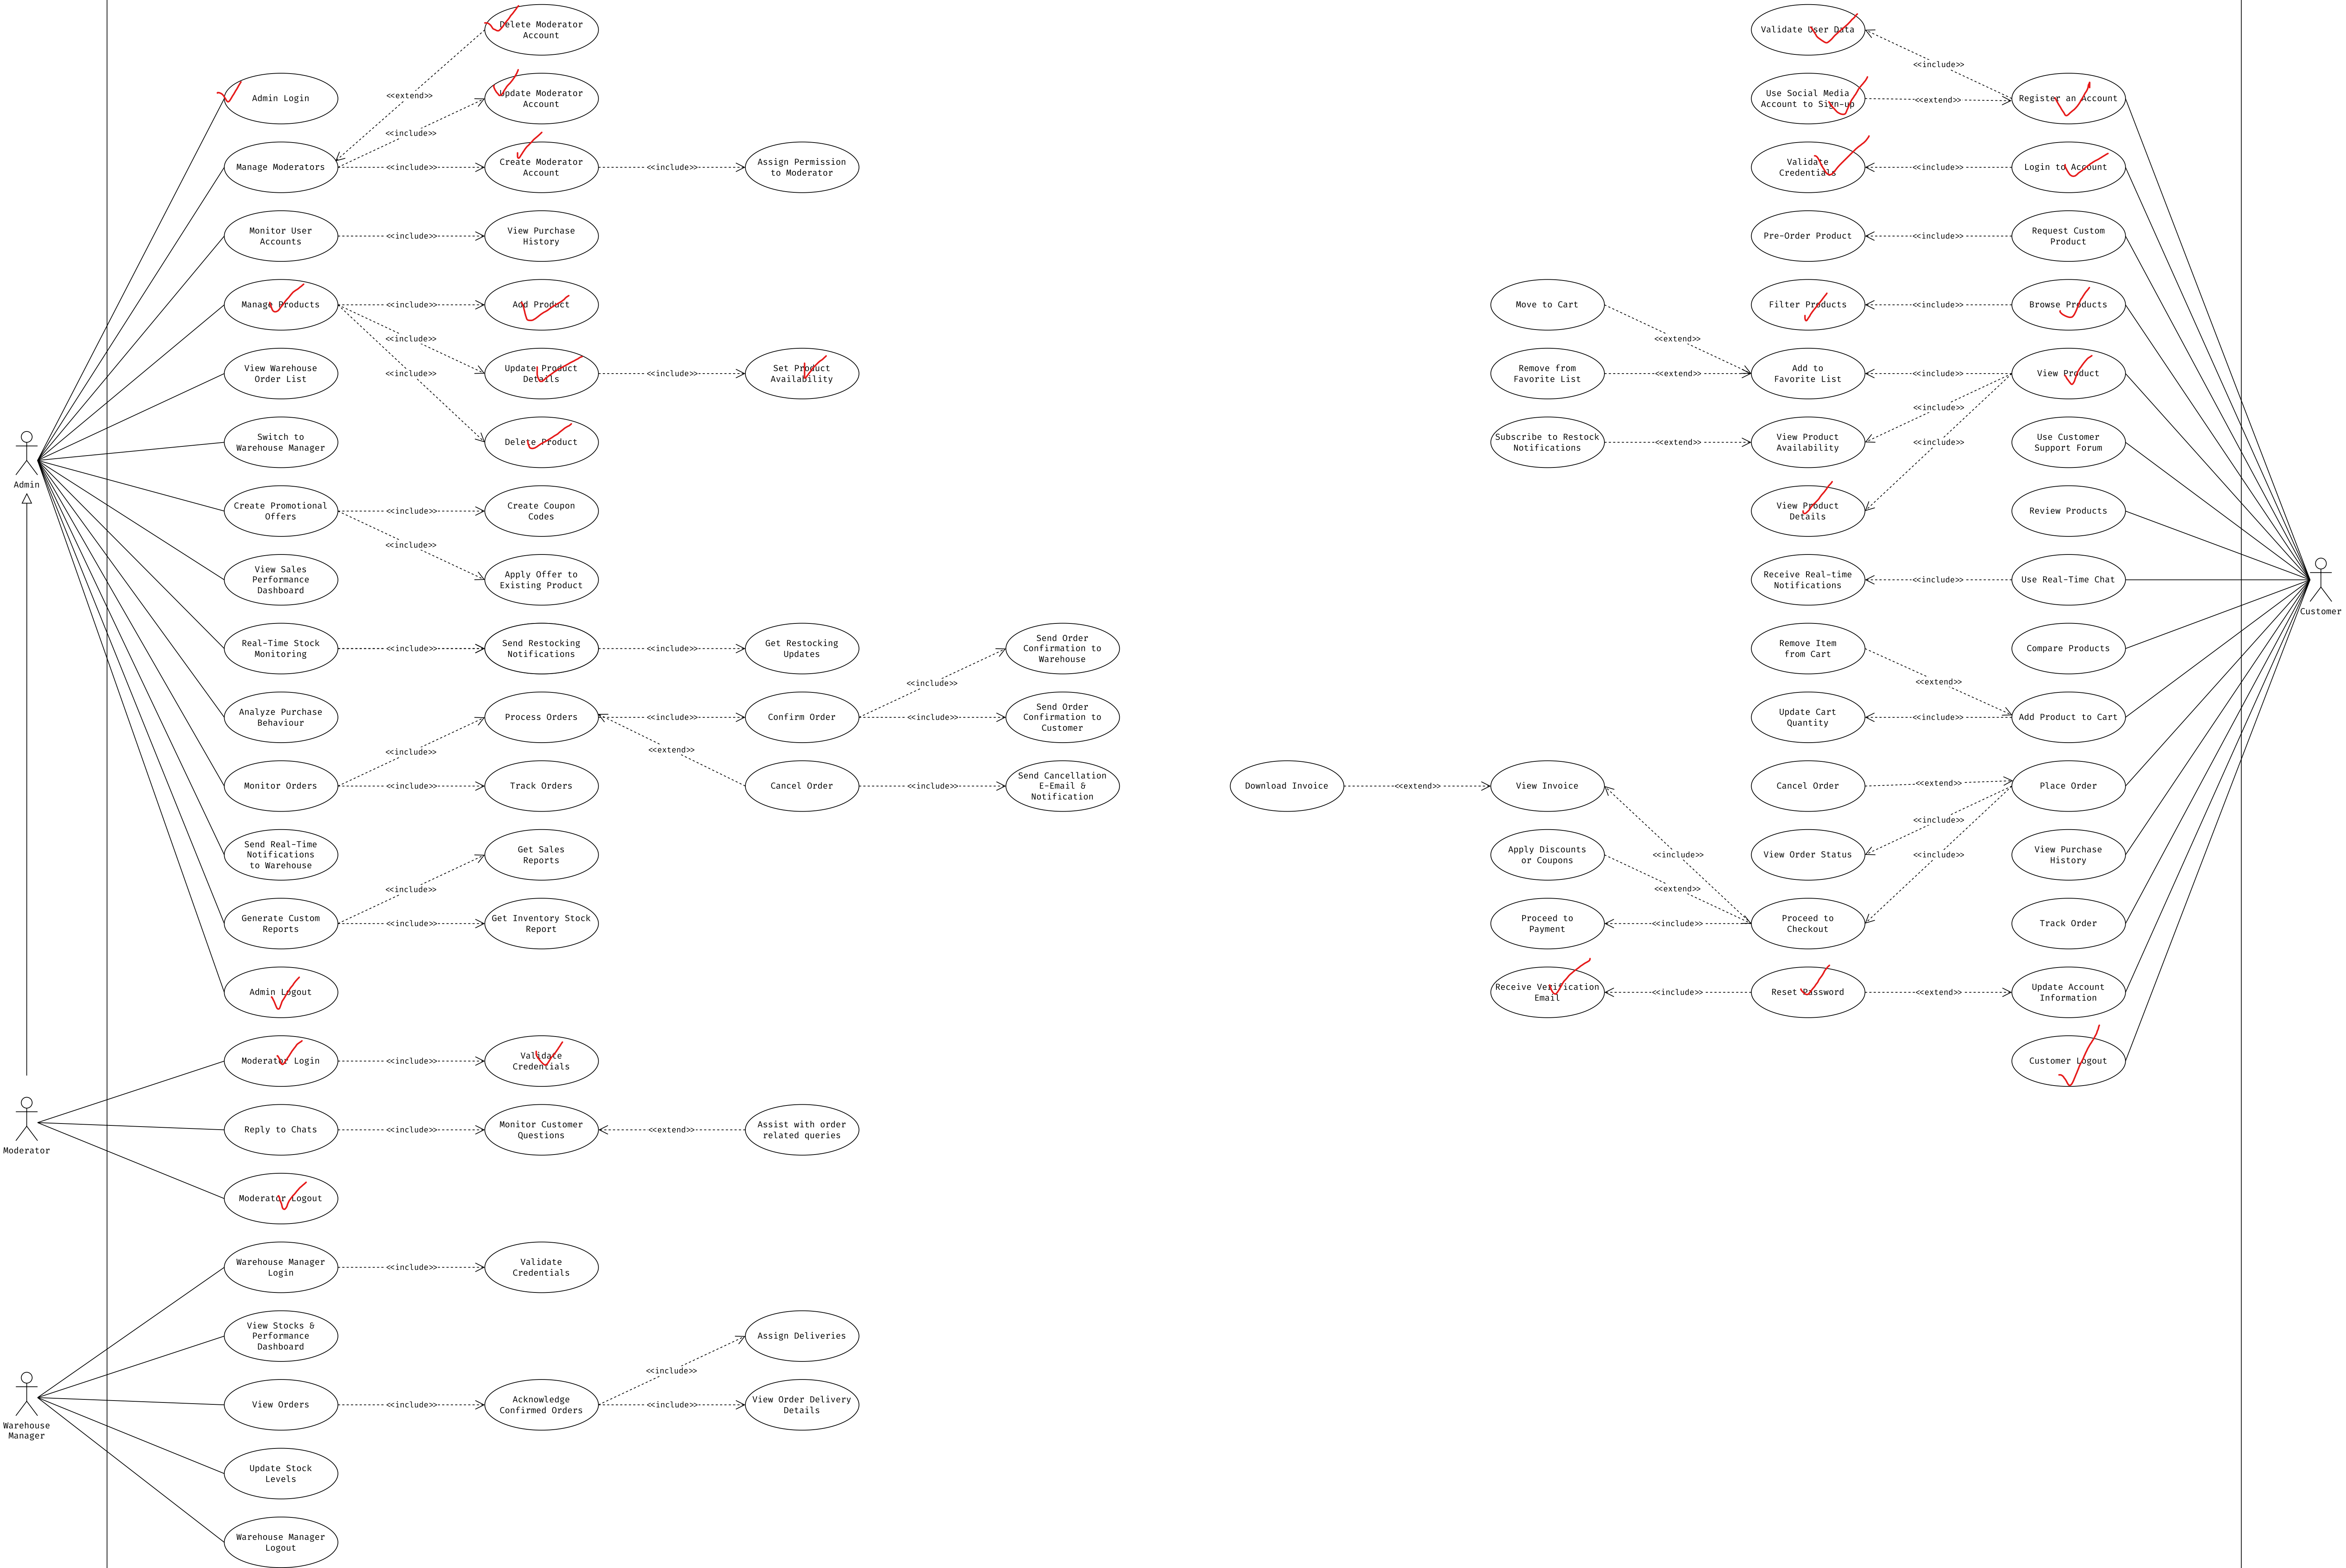 Delete Moderator
Account
<<extend>>
Admin Login
Update Moderator
Account
<<include>>
Manage Moderators
<<include>>
Create Moderator
Account
<<include>>
Assign Permission
to Moderator
Monitor User
Accounts
<<include>>
View Purchase
History
Manage Products
<<include>>
Add Product
<<include>>
<<include>>
Update Product
Details
<<include>>
Set Product
Availability
View Warehouse
Order List
Switch to
Warehouse Manager
Delete Product
Admin
Create Promotional
Offers
<<include>>
Create Coupon
Codes
<<include>>
View Sales
Performance
Dashboard
Apply Offer to
Existing Product
Real-Time Stock
Monitoring
<<include>>
Send Restocking
Notifications
<<include>>
Get Restocking
Updates
Send Order
Confirmation to
Warehouse
<<include>>
Analyze Purchase
Behaviour
Process Orders
<<include>>
Confirm Order
<<include>>
Send Order
Confirmation to
Customer
<<include>>
<<extend>>
Monitor Orders
<<include>>
Track Orders
Cancel Order
<<include>>
Send Cancellation
E-Email &
Notification
Send Real-Time
Notifications
to Warehouse
Get Sales
Reports
<<include>>
Generate Custom
Reports
<<include>>
Get Inventory Stock
Report
Admin Logout
Moderator Login
<<include>>
Validate
Credentials
Moderator
Reply to Chats
<<include>>
Monitor Customer
Questions
<<extend>>
Assist with order
related queries
Moderator Logout
Warehouse Manager
Login
<<include>>
Validate
Credentials
View Stocks &
Performance
Dashboard
Assign Deliveries
<<include>>
Warehouse
Manager
View Orders
<<include>>
Acknowledge
Confirmed Orders
<<include>>
View Order Delivery
Details
Update Stock
Levels
Warehouse Manager
Logout
Validate User Data
<<include>>
Use Social Media
Account to Sign-up
<<extend>>
Register an Account
Validate
Credentials
<<include>>
Login to Account
Pre-Order Product
<<include>>
Request Custom
Product
Move to Cart
<<extend>>
Filter Products
<<include>>
Browse Products
Remove from
Favorite List
<<extend>>
Add to
Favorite List
<<include>>
View Product
<<include>>
Subscribe to Restock
Notifications
<<extend>>
View Product
Availability
<<include>>
Use Customer
Support Forum
View Product
Details
Review Products
Receive Real-time
Notifications
<<include>>
Use Real-Time Chat
Customer
Remove Item
from Cart
<<extend>>
Compare Products
Update Cart
Quantity
<<include>>
Add Product to Cart
Download Invoice
<<extend>>
View Invoice
Cancel Order
<<extend>>
Place Order
<<include>>
Apply Discounts
or Coupons
<<include>>
<<extend>>
View Order Status
<<include>>
View Purchase
History
Proceed to
Payment
<<include>>
Proceed to
Checkout
Track Order
Receive Verification
Email
<<include>>
Reset Password
<<extend>>
Update Account
Information
Customer Logout